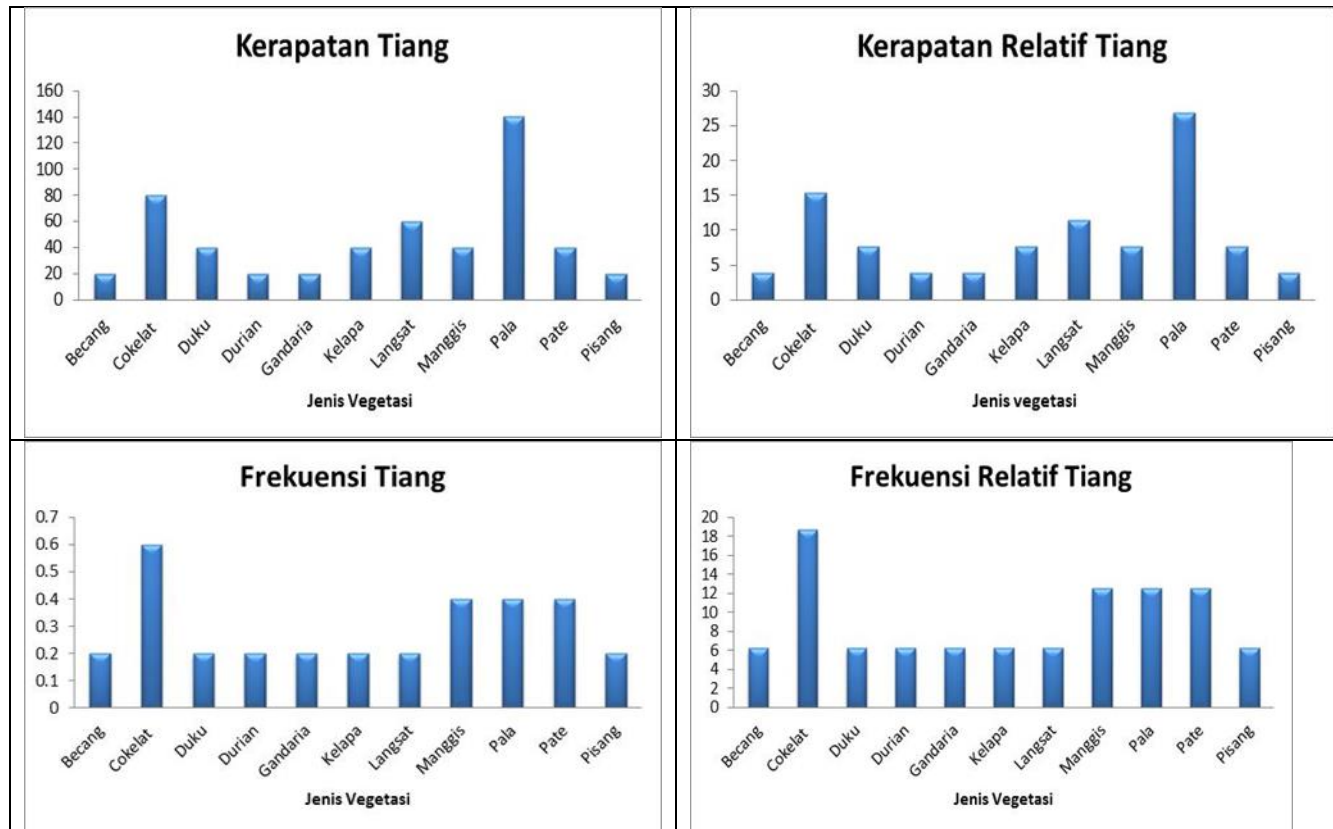 Kerapatan Tiang
160
140
120
100
80
60
40
20
0
Becang
Cokelat
Duku
Durian
Gandaria
Kelapa
Langsat
Manggis
Pala
Pate
Pisang
Jenis Vegetasi
Kerapatan Relatif Tiang
30
25
20
15
10
5
0
Becang
Cokelat
Duku
Durian
Gandaria
Kelapa
Langsat
Manggis
Pala
Pate
Pisang
Jenis vegetasi
Frekuensi Tiang
0.7
0.6
0.5
0.4
0.3
0.2
0.1
0
Becang
Cokelat
Duku
Durian
Gandaria
Kelapa
Langsat
Manggis
Pala
Pate
Pisang
Jenis Vegetasi
Frekuensi Relatif Tiang
20
18
16
14
12
10
8
6
4
2
0
Becang
Cokelat
Duku
Durian
Gandaria
Kelapa
Langsat
Manggis
Pala
Pate
Pisang
Jenis Vegetasi